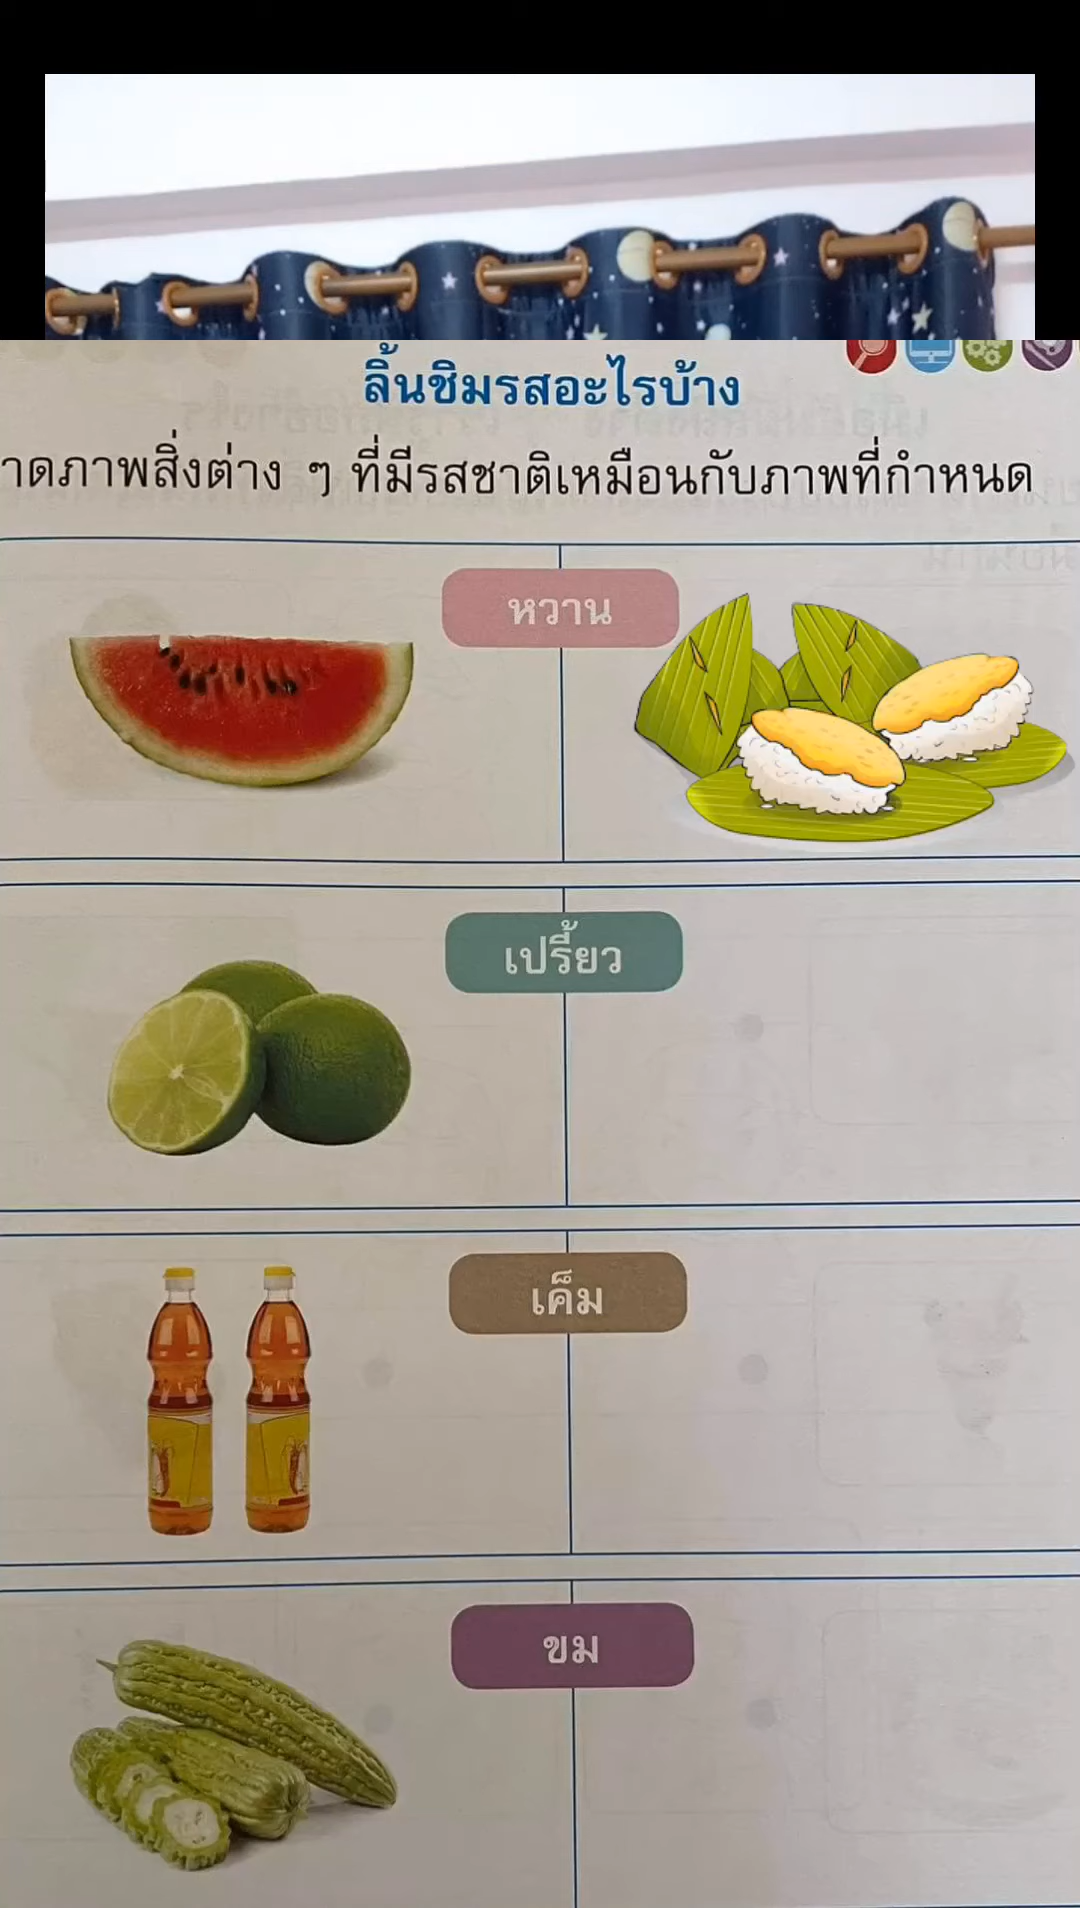 ลิ้นชิมรสอะไรบ้าง
าดภาพสิ่งต่าง ๆ ที่มีรสชาติเหมือนกับภาพที่กำหนด
หวาน
เปรี้ยว
เค็ม
ขม